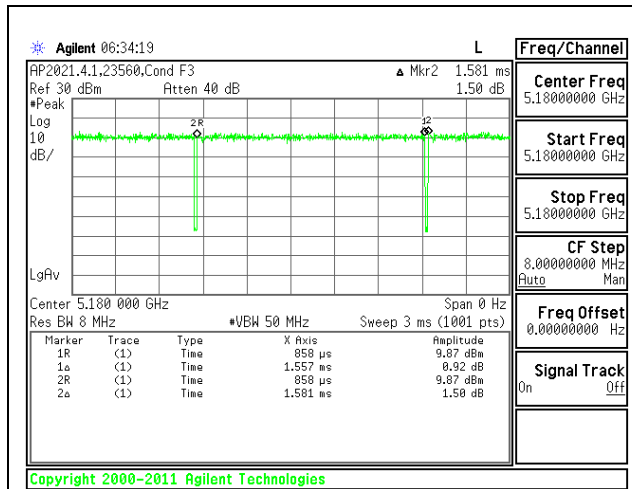 Agilent 06:34:19 L
AP2021.4.1,23560,Cond F3 Δ Mkr2 1.581 ms
Ref 30 dBm Atten 40 dB 1.50 dB
#Peak
Log
10
dB/
2R
1 2
LgAv
Center 5.180 000 GHz Span 0 Hz
Res BW 8 MHz #VBW 50 MHz Sweep 3 ms (1001 pts)
Marker Trace Type X Axis Amplitude
1R (1) Time 858 µs 9.87 dBm
1Δ (1) Time 1.557 ms 0.92 dB
2R (1) Time 858 µs 9.87 dBm
2Δ (1) Time 1.581 ms 1.50 dB
Copyright 2000-2011 Agilent Technologies
Freq/Channel
Center Freq
5.18000000 GHz
Start Freq
5.18000000 GHz
Stop Freq
5.18000000 GHz
CF Step
8.00000000 MHz
Auto Man
Freq Offset
0.00000000 Hz
Signal Track
On Off